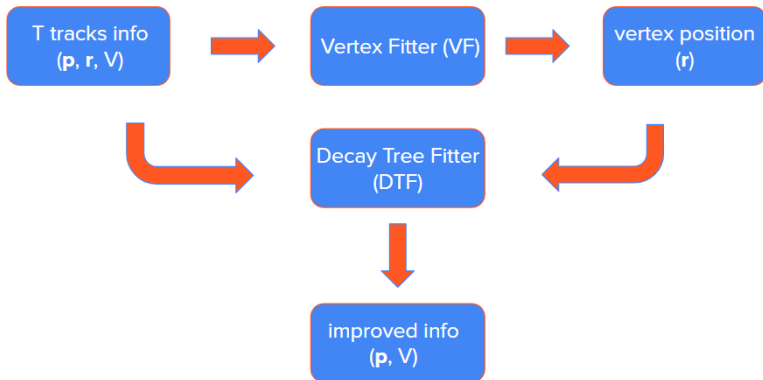 T tracks info
(p, r, V)
Vertex Fitter (VF)
vertex position
(r)
Decay Tree Fitter
(DTF)
improved info
(p, V)